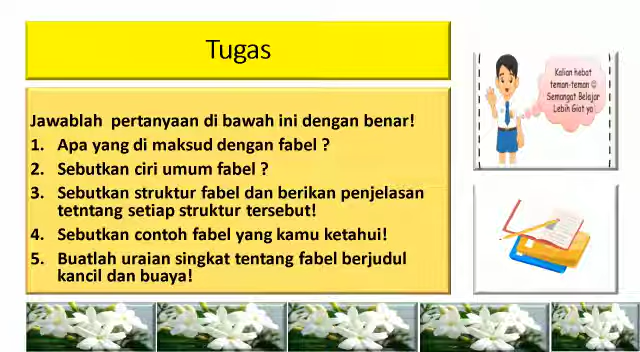 Tugas
Jawablah pertanyaan di bawah ini dengan benar!
1. Apa yang di maksud dengan fabel ?
2. Sebutkan ciri umum fabel ?
3. Sebutkan struktur fabel dan berikan penjelasan
tetntang setiap struktur tersebut!
4. Sebutkan contoh fabel yang kamu ketahui!
5. Buatlah uraian singkat tentang fabel berjudul
kancil dan buaya!
Kalian hebat
teman-teman ☺
Semangat Belajar
Lebih Giat ya